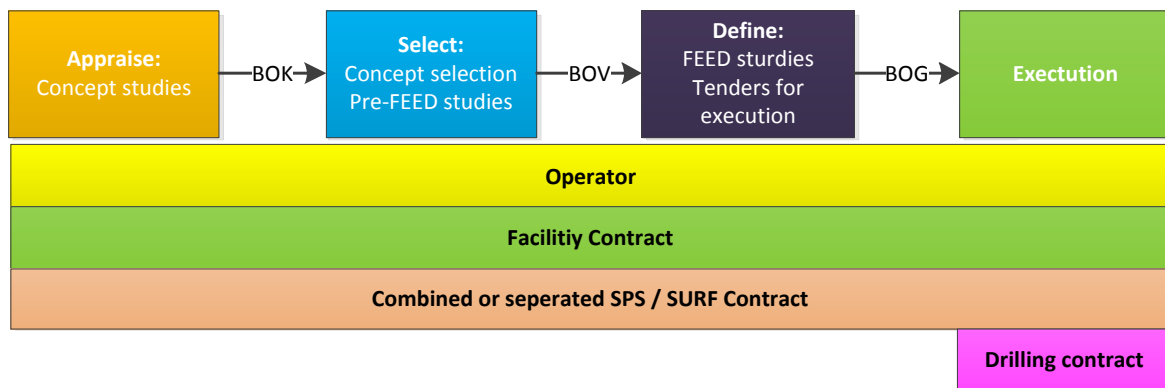 Appraise:
Concept studies
BOK
Select:
Concept selection
Pre-FEED studies
BOV
Define:
FEED sturdies
Tenders for
execution
BOG
Exectution
Operator
Facilitiy Contract
Combined or seperated SPS / SURF Contract
Drilling contract